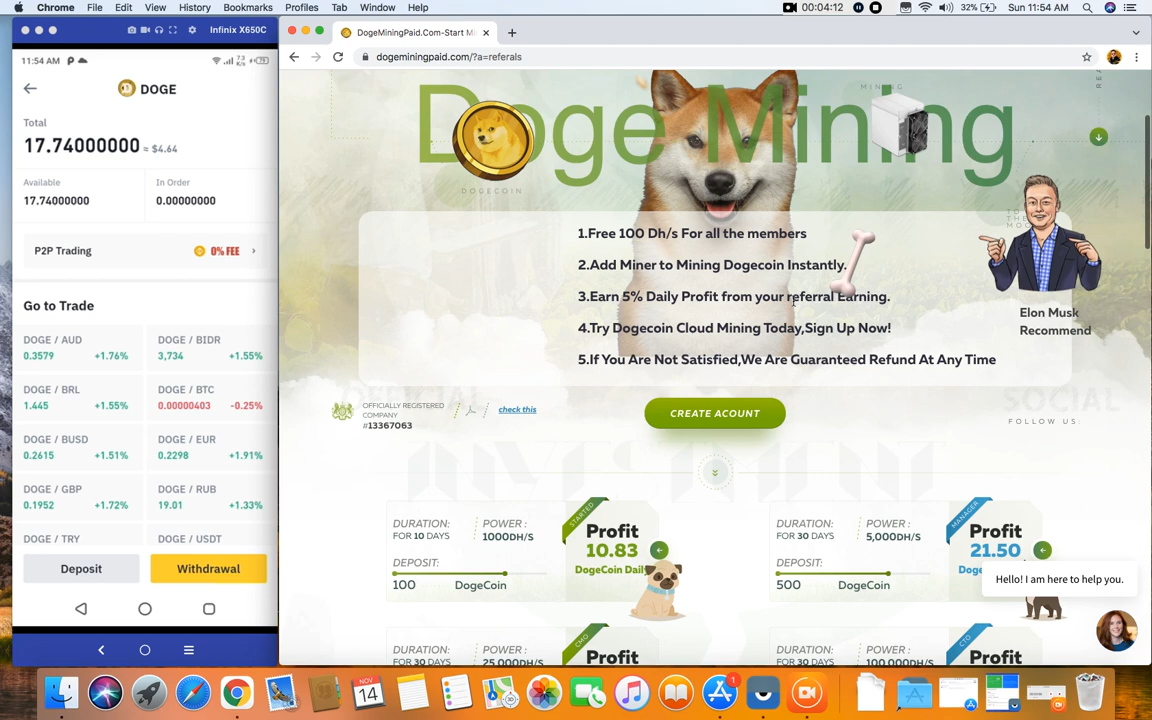 Chrome File Edit View History Bookmarks Profiles Tab Window Help 00:04:12 32% Sun 11:54 AM
Infinix X650C
11:54 AM
DOGE
Total
17.74000000 ≈ $4.64
Available In Order
17.74000000 0.00000000
P2P Trading 0% FEE
Go to Trade
DOGE / AUD DOGE / BIDR
0.3579 +1.76% 3,734 +1.55%
DOGE / BRL DOGE / BTC
1.445 +1.55% 0.00000403 -0.25%
DOGE / BUSD DOGE / EUR
0.2615 +1.51% 0.2298 +1.91%
DOGE / GBP DOGE / RUB
0.1952 +1.72% 19.01 +1.33%
DOGE / TRY DOGE / USDT
Deposit Withdrawal
DogeMiningPaid.Com-Start Mi
dogeminingpaid.com/?a=referals
Doge Mining
MINING
DOGECOIN
1.Free 100 Dh/s For all the members
2.Add Miner to Mining Dogecoin Instantly.
3.Earn 5% Daily Profit from your referral Earning.
4.Try Dogecoin Cloud Mining Today,Sign Up Now!
5.If You Are Not Satisfied,We Are Guaranteed Refund At Any Time
Elon Musk
Recommend
OFFICIALLY REGISTERED
COMPANY
#13367063
check this
CREATE ACOUNT
SOCIAL
FOLLOW US:
INVESTMENT
STARTED
DURATION: POWER :
FOR 10 DAYS 1000DH/S
DEPOSIT:
100 DogeCoin
Profit
10.83
DogeCoin Daily
MANAGER
DURATION: POWER :
FOR 30 DAYS 5,000DH/S
DEPOSIT:
500 DogeCoin
Profit
21.50
Hello! I am here to help you.
CMO
DURATION: POWER :
FOR 30 DAYS 25,000DH/S
Profit
CTO
DURATION: POWER :
FOR 30 DAYS 100,000DH/S
Profit
NOV
14
1